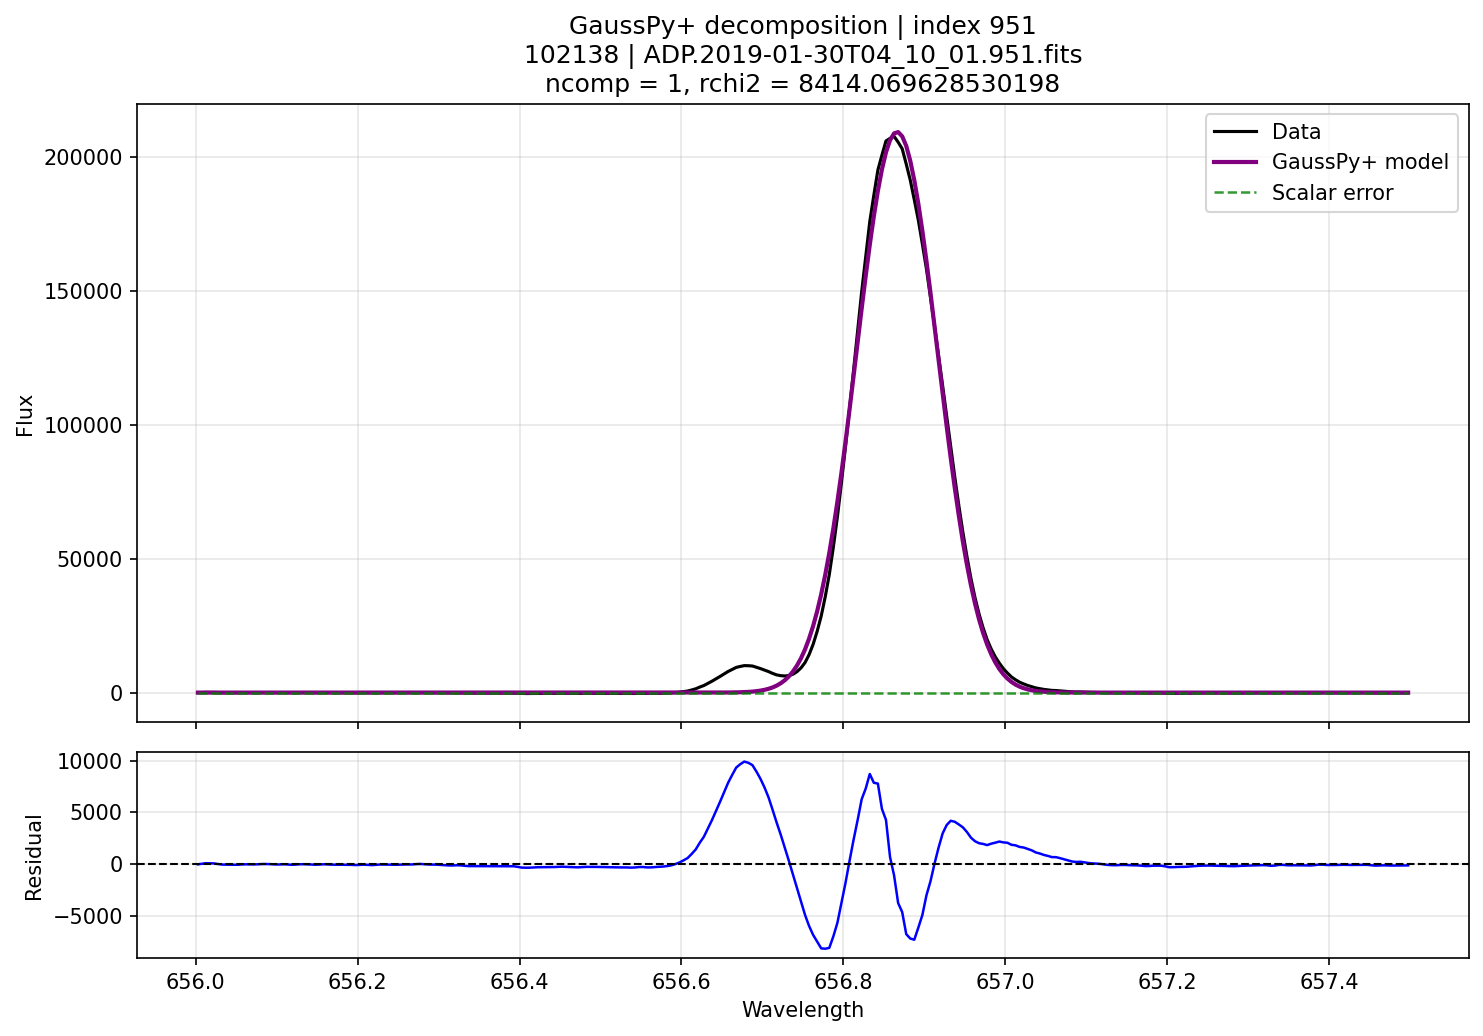 GaussPy+ decomposition | index 951
102138 | ADP.2019-01-30T04_10_01.951.fits
ncomp = 1, rchi2 = 8414.069628530198
Data
GaussPy+ model
Scalar error
Flux
200000
150000
100000
50000
0
Residual
10000
5000
0
−5000
656.0 656.2 656.4 656.6 656.8 657.0 657.2 657.4
Wavelength